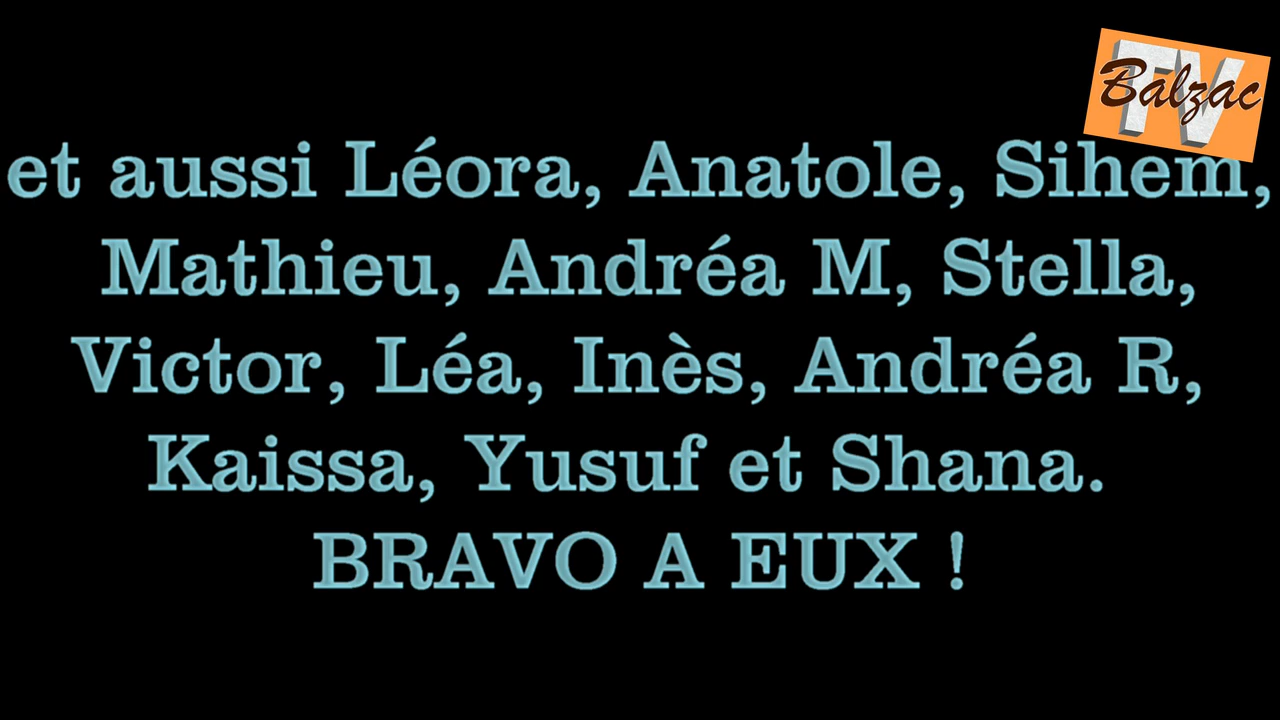 Balzac TV
et aussi Léora, Anatole, Sihem,
Mathieu, Andréa M, Stella,
Victor, Léa, Inès, Andréa R,
Kaissa, Yusuf et Shana.
BRAVO A EUX !